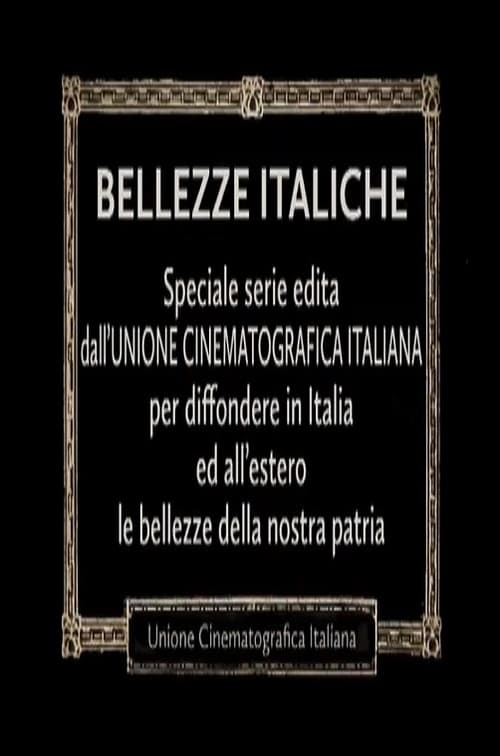 BELLEZZE ITALICHE
Speciale serie edita
dall'UNIONE CINEMATOGRAFICA ITALIANA
per diffondere in Italia
ed all'estero
le bellezze della nostra patria
Unione Cinematografica Italiana